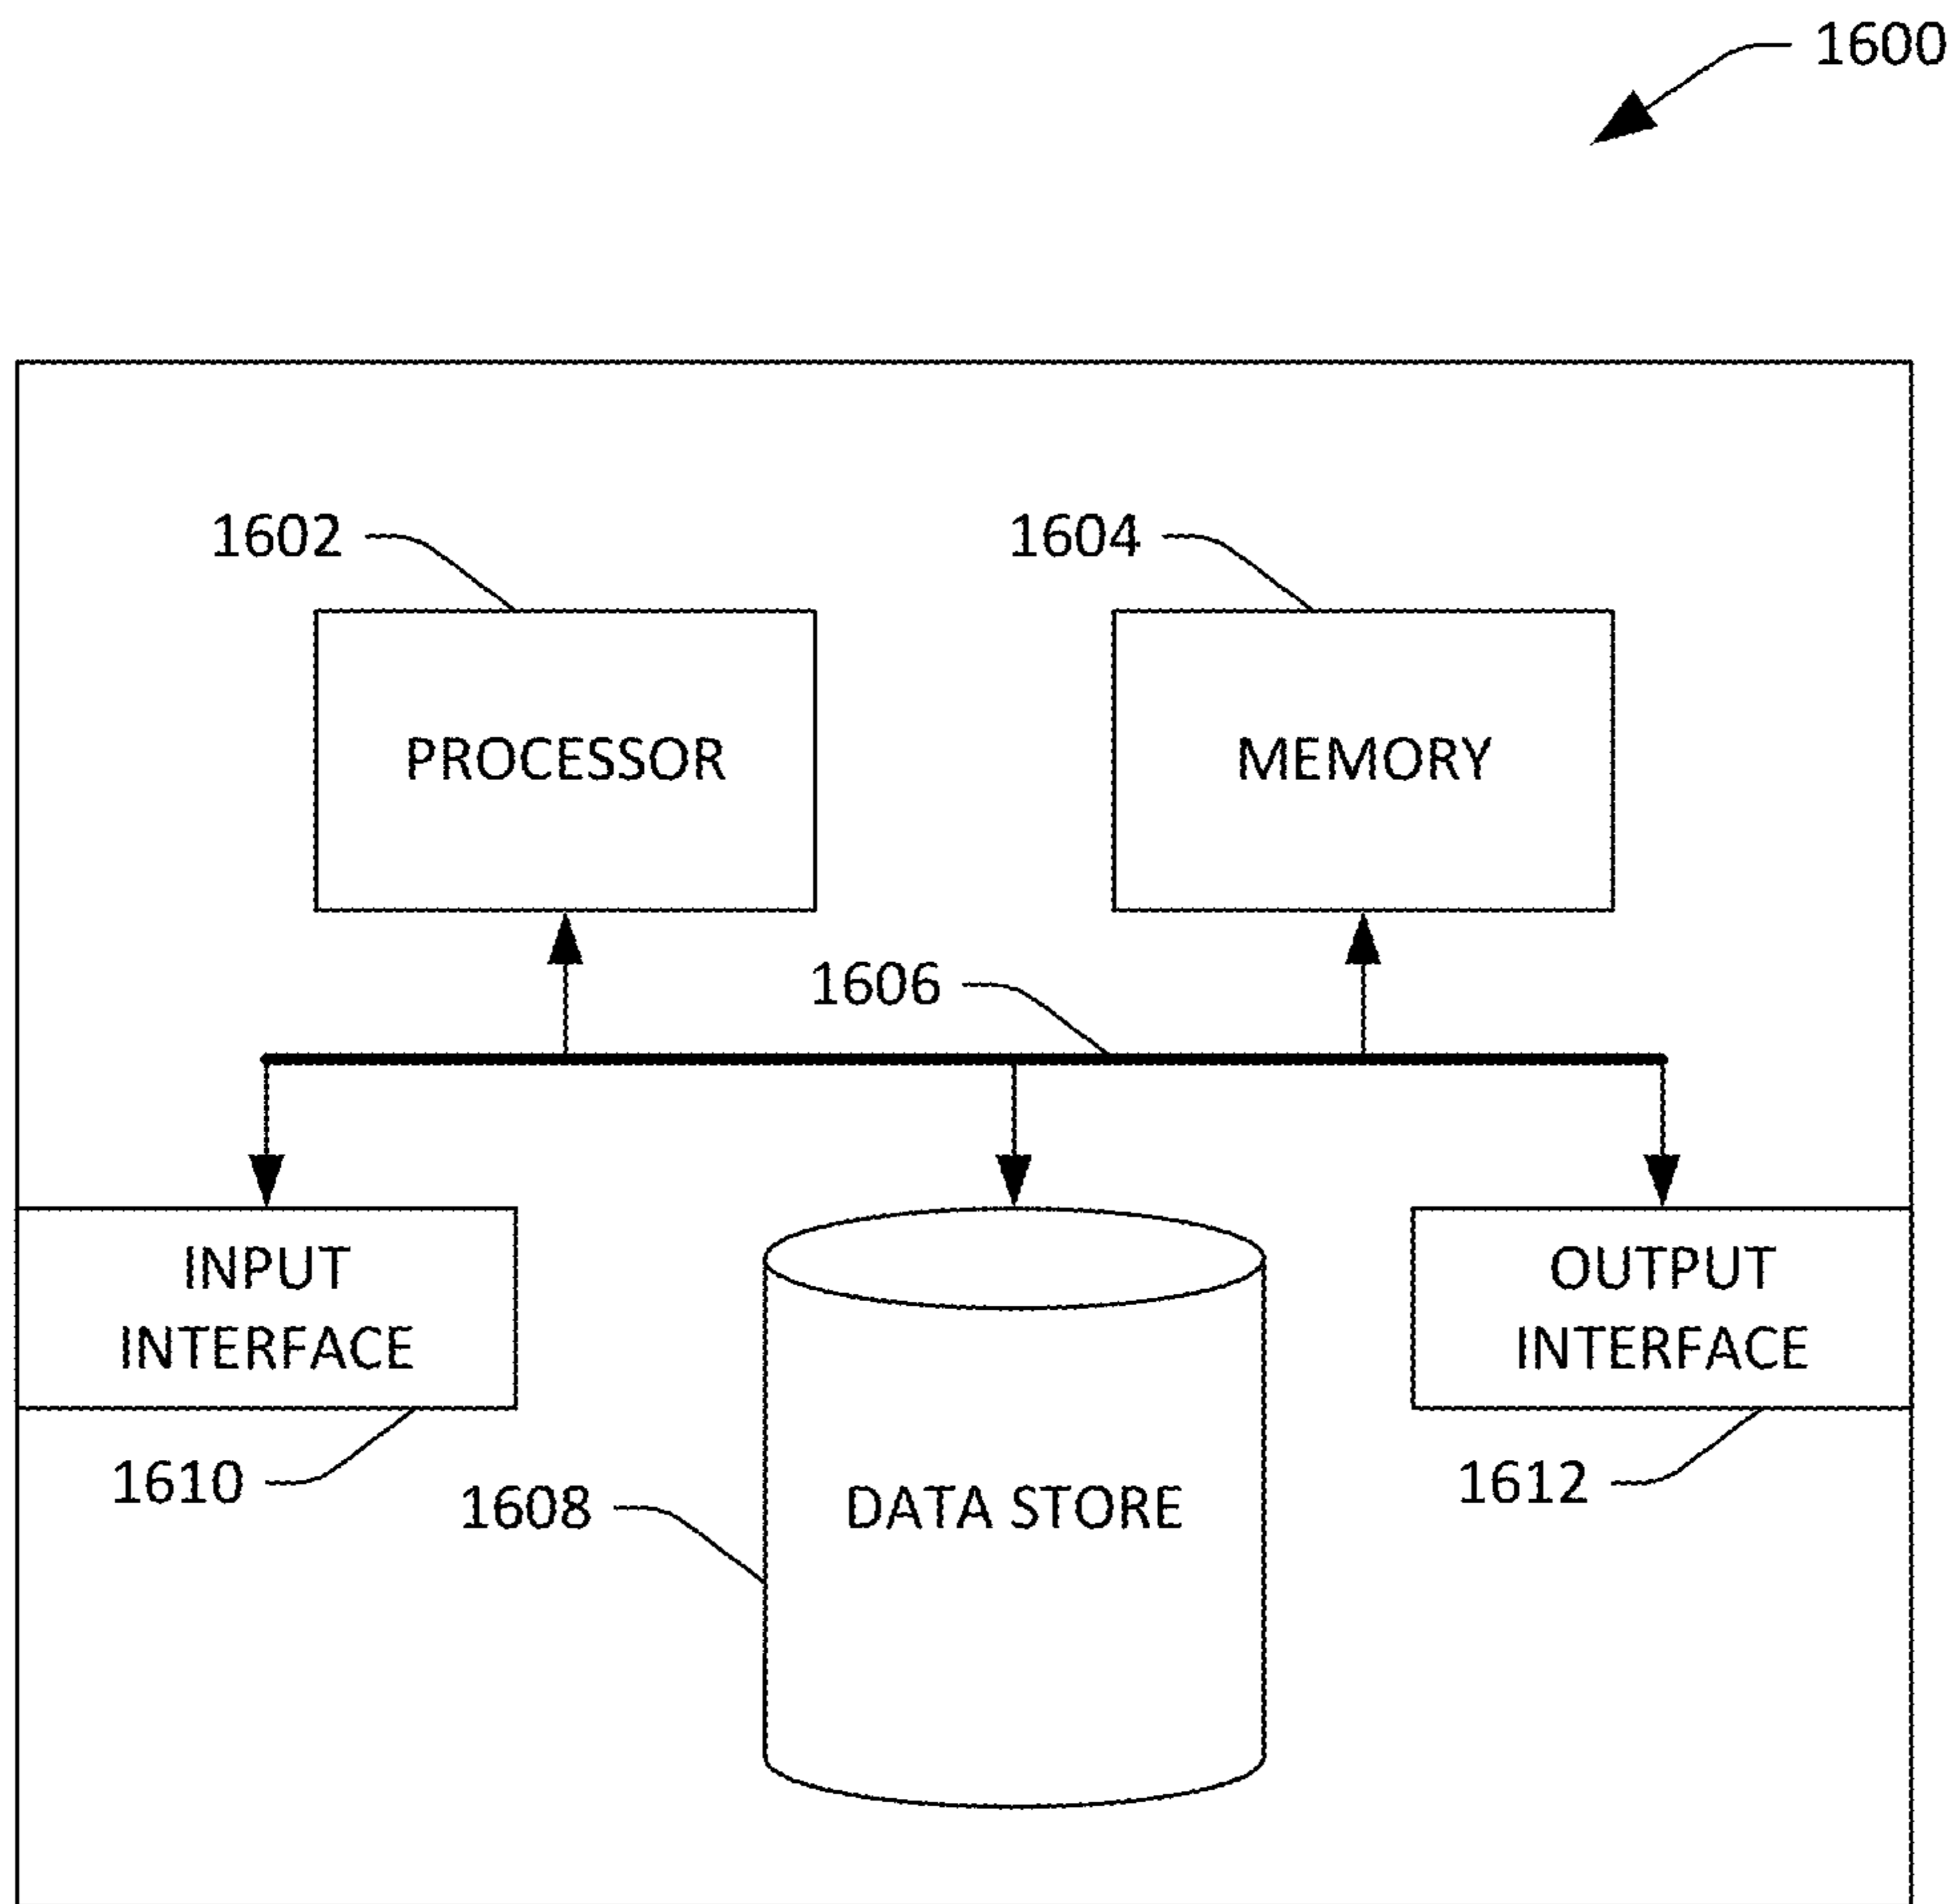 1600
1602
1604
PROCESSOR
MEMORY
1606
INPUT
INTERFACE
OUTPUT
INTERFACE
1610
1608
DATA STORE
1612